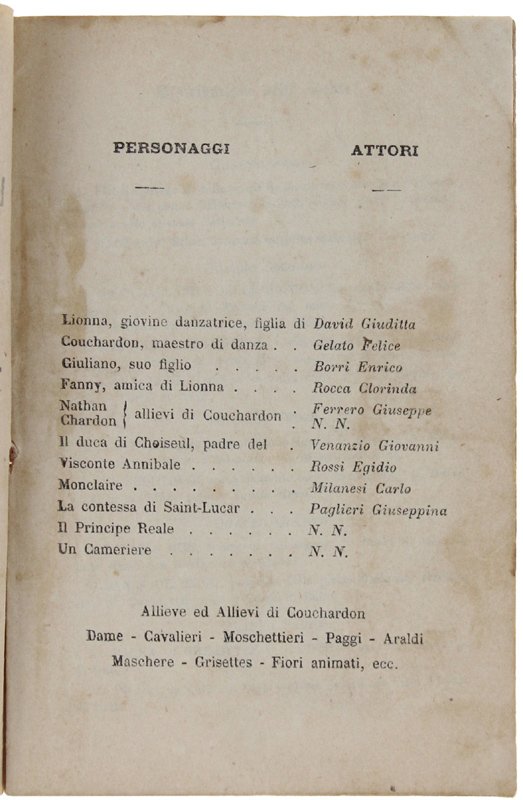 PERSONAGGI ATTORI
Lionna, giovine danzatrice, figlia di David Giuditta
Couchardon, maestro di danza . . Gelato Felice
Giuliano, suo figlio . . . . . Borri Enrico
Fanny, amica di Lionna . . . . Rocca Clorinda
Nathan } allievi di Couchardon . Ferrero Giuseppe
Chardon . N. N.
Il duca di Choiseul, padre del . Venanzio Giovanni
Visconte Annibale . . . . . . Rossi Egidio
Monclaire . . . . . . . . . Milanesi Carlo
La contessa di Saint-Lucar . . . Paglieri Giuseppina
Il Principe Reale . . . . . . N. N.
Un Cameriere . . . . . . . N. N.
Allieve ed Allievi di Couchardon
Dame - Cavalieri - Moschettieri - Paggi - Araldi
Maschere - Grisettes - Fiori animati, ecc.